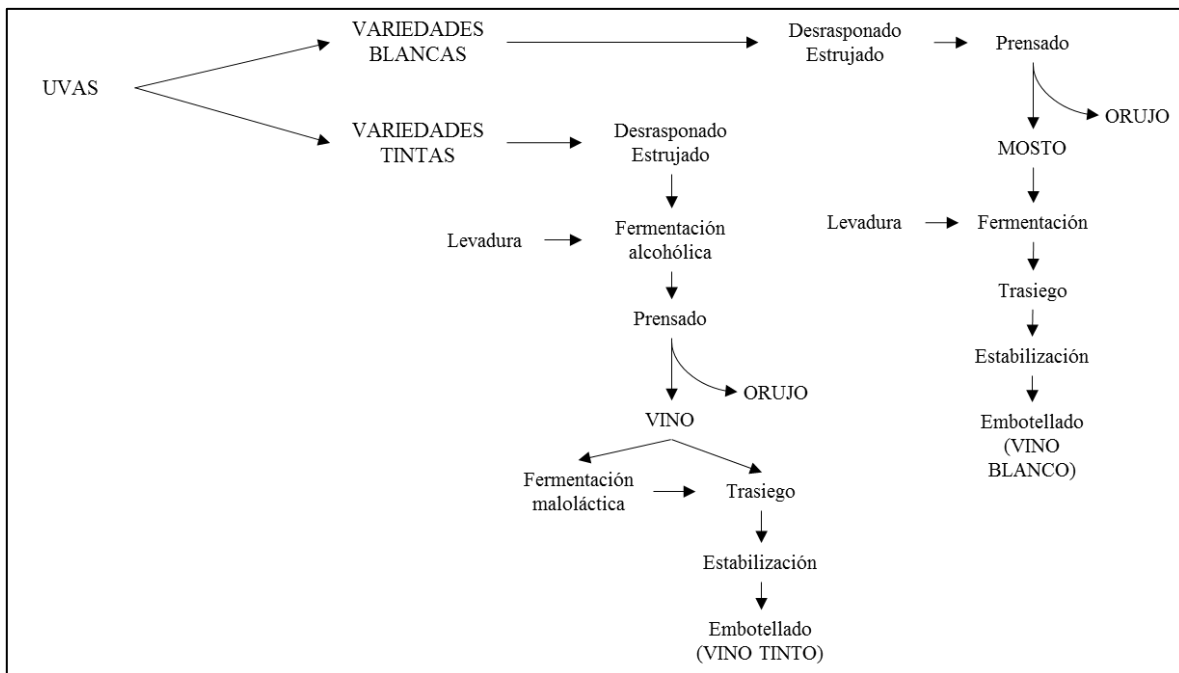 UVAS
VARIEDADES
BLANCAS
Desrasponado
Estrujado
Prensado
ORUJO
MOSTO
Levadura
Fermentación
Trasiego
Estabilización
Embotellado
(VINO
BLANCO)
VARIEDADES
TINTAS
Desrasponado
Estrujado
Levadura
Fermentación
alcohólica
Prensado
ORUJO
VINO
Fermentación
maloláctica
Trasiego
Estabilización
Embotellado
(VINO TINTO)